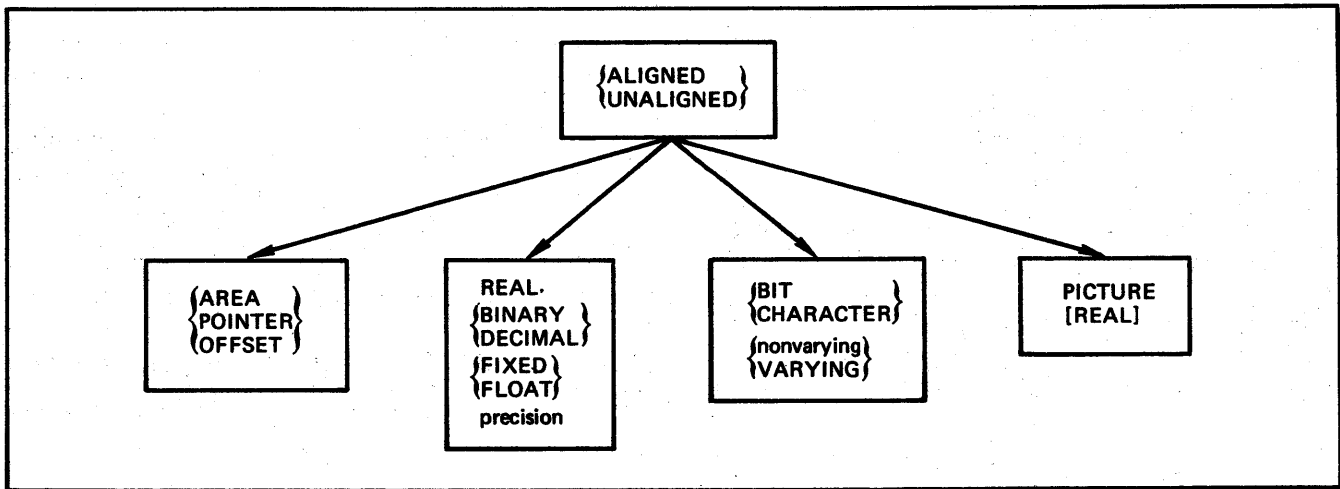 {ALIGNED
UNALIGNED}
{AREA
POINTER
OFFSET}
REAL.
{BINARY
DECIMAL}
{FIXED
FLOAT}
precision
{BIT
CHARACTER}
{nonvarying
VARYING}
PICTURE
[REAL]